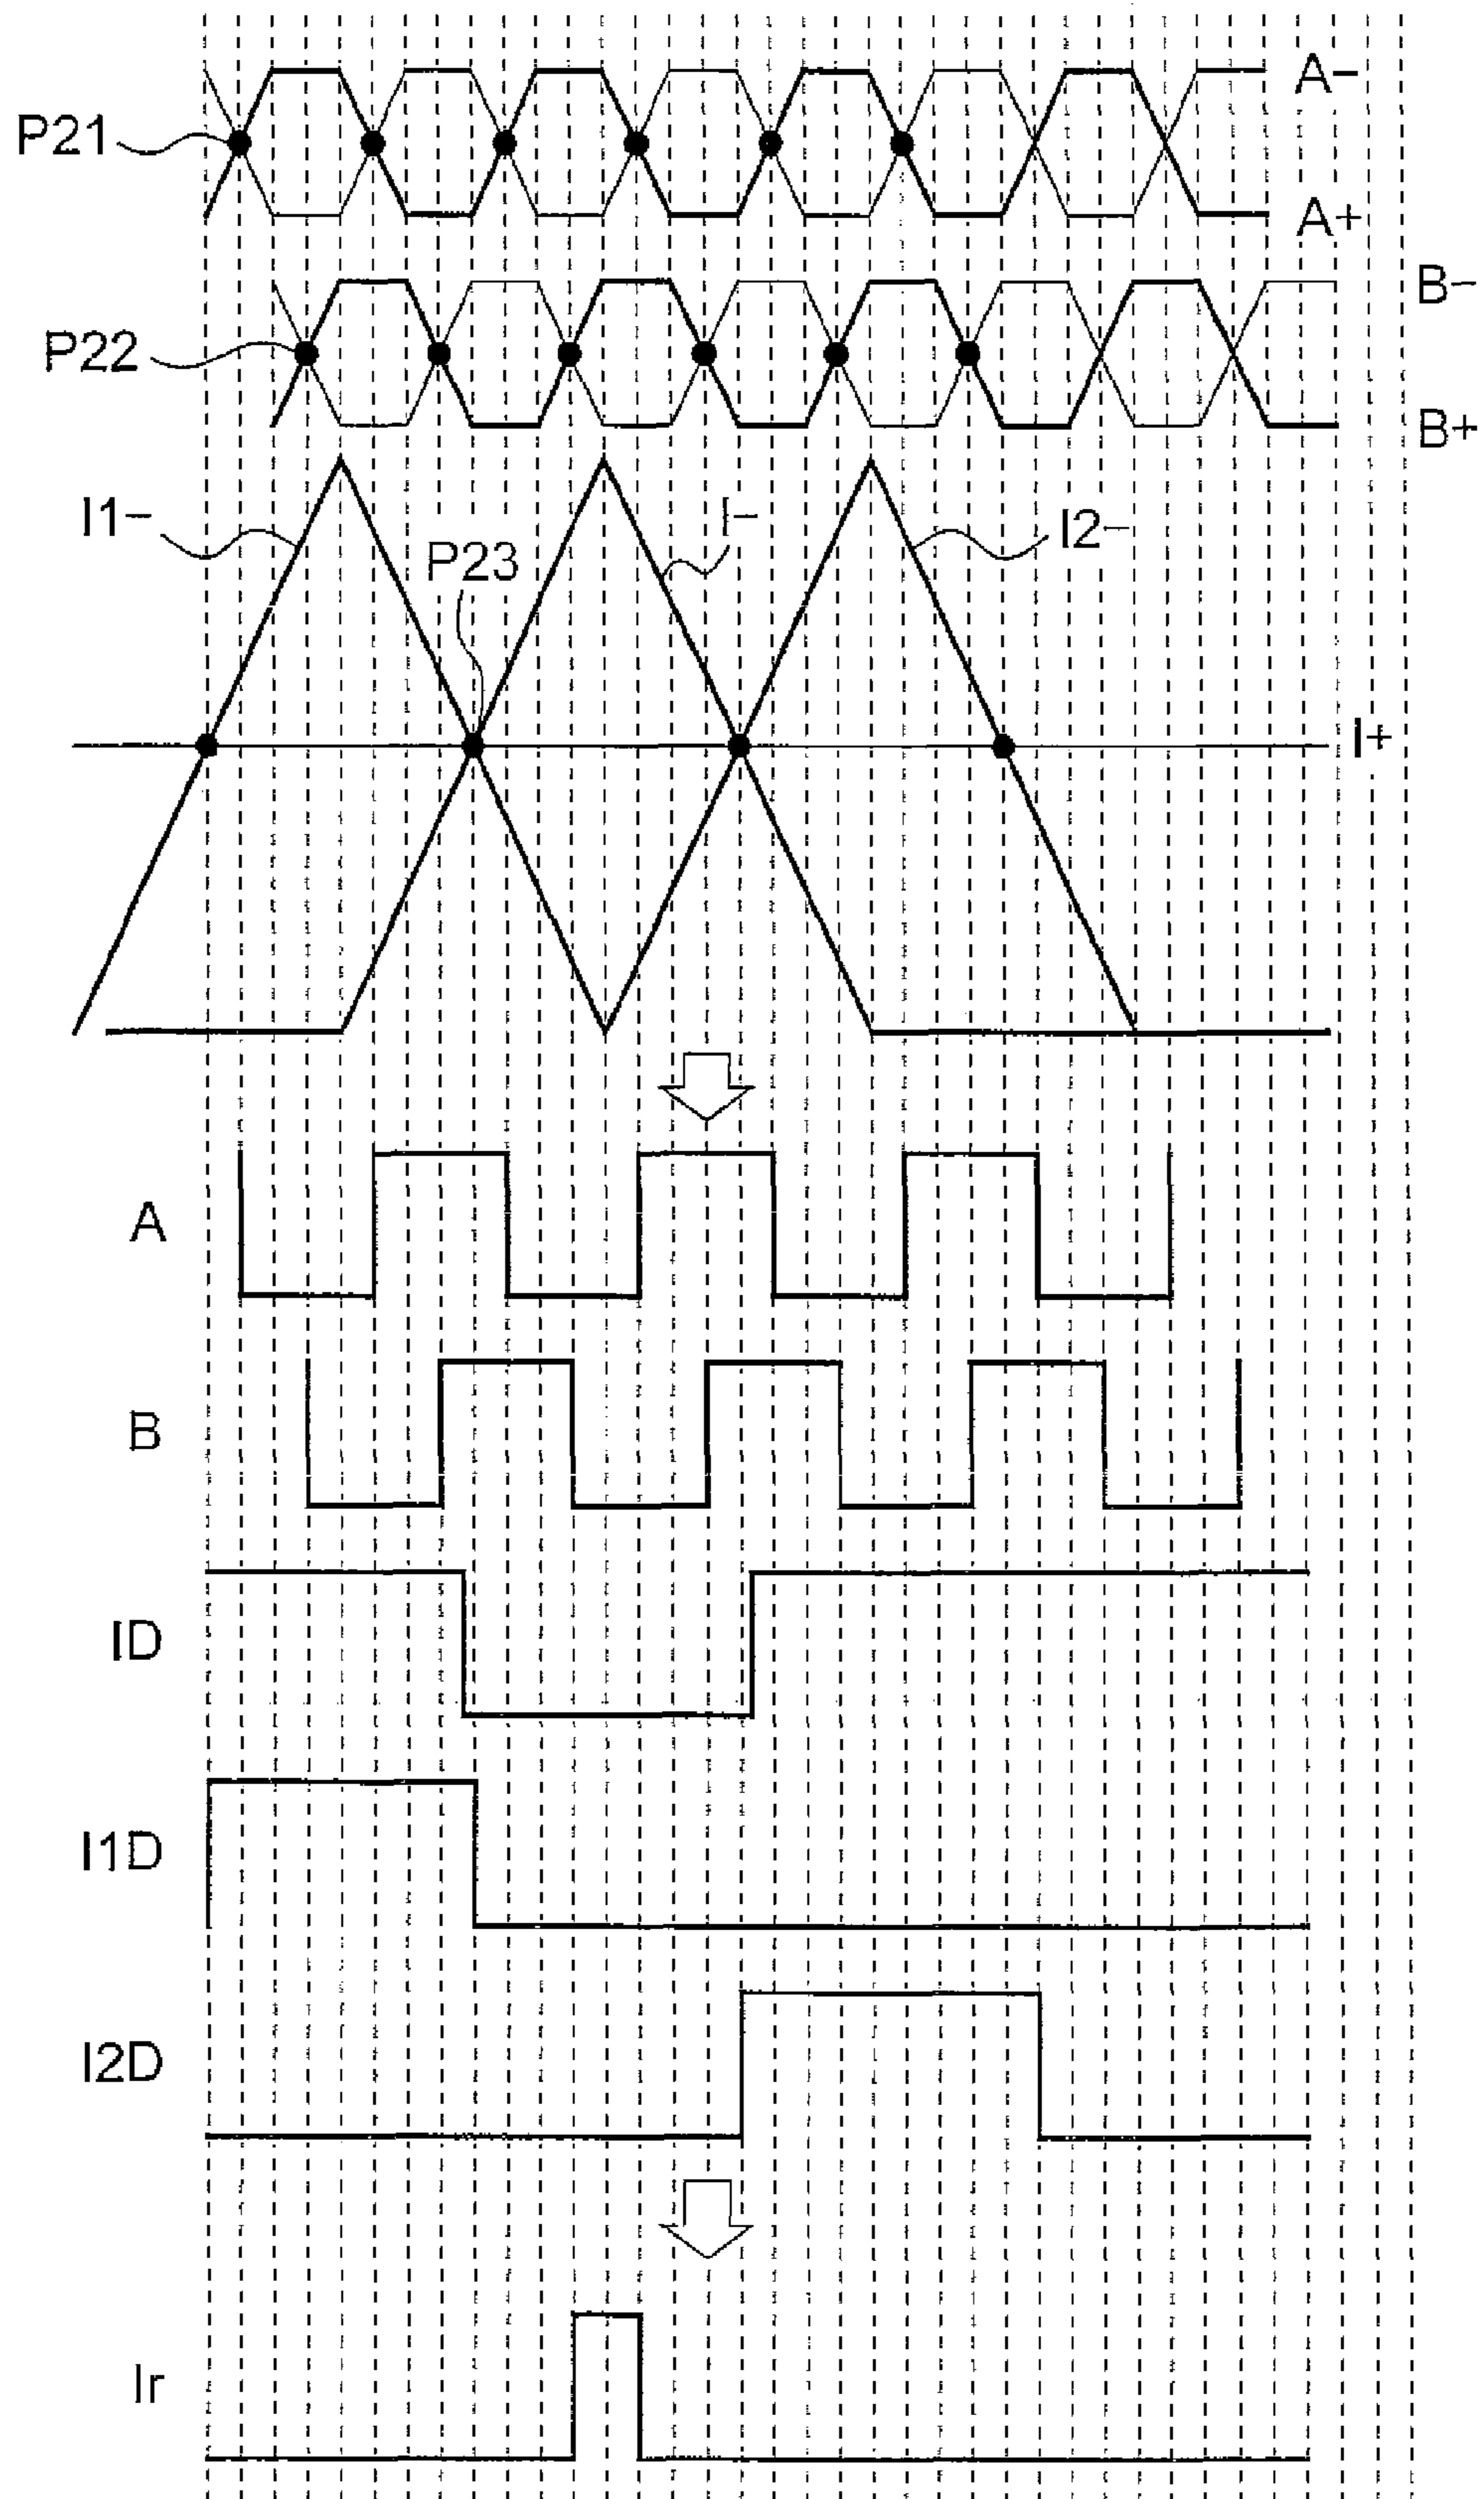 A−
P21
A+
B−
P22
B+
I1−
I−
I2−
P23
I+
A
B
ID
I1D
I2D
Ir